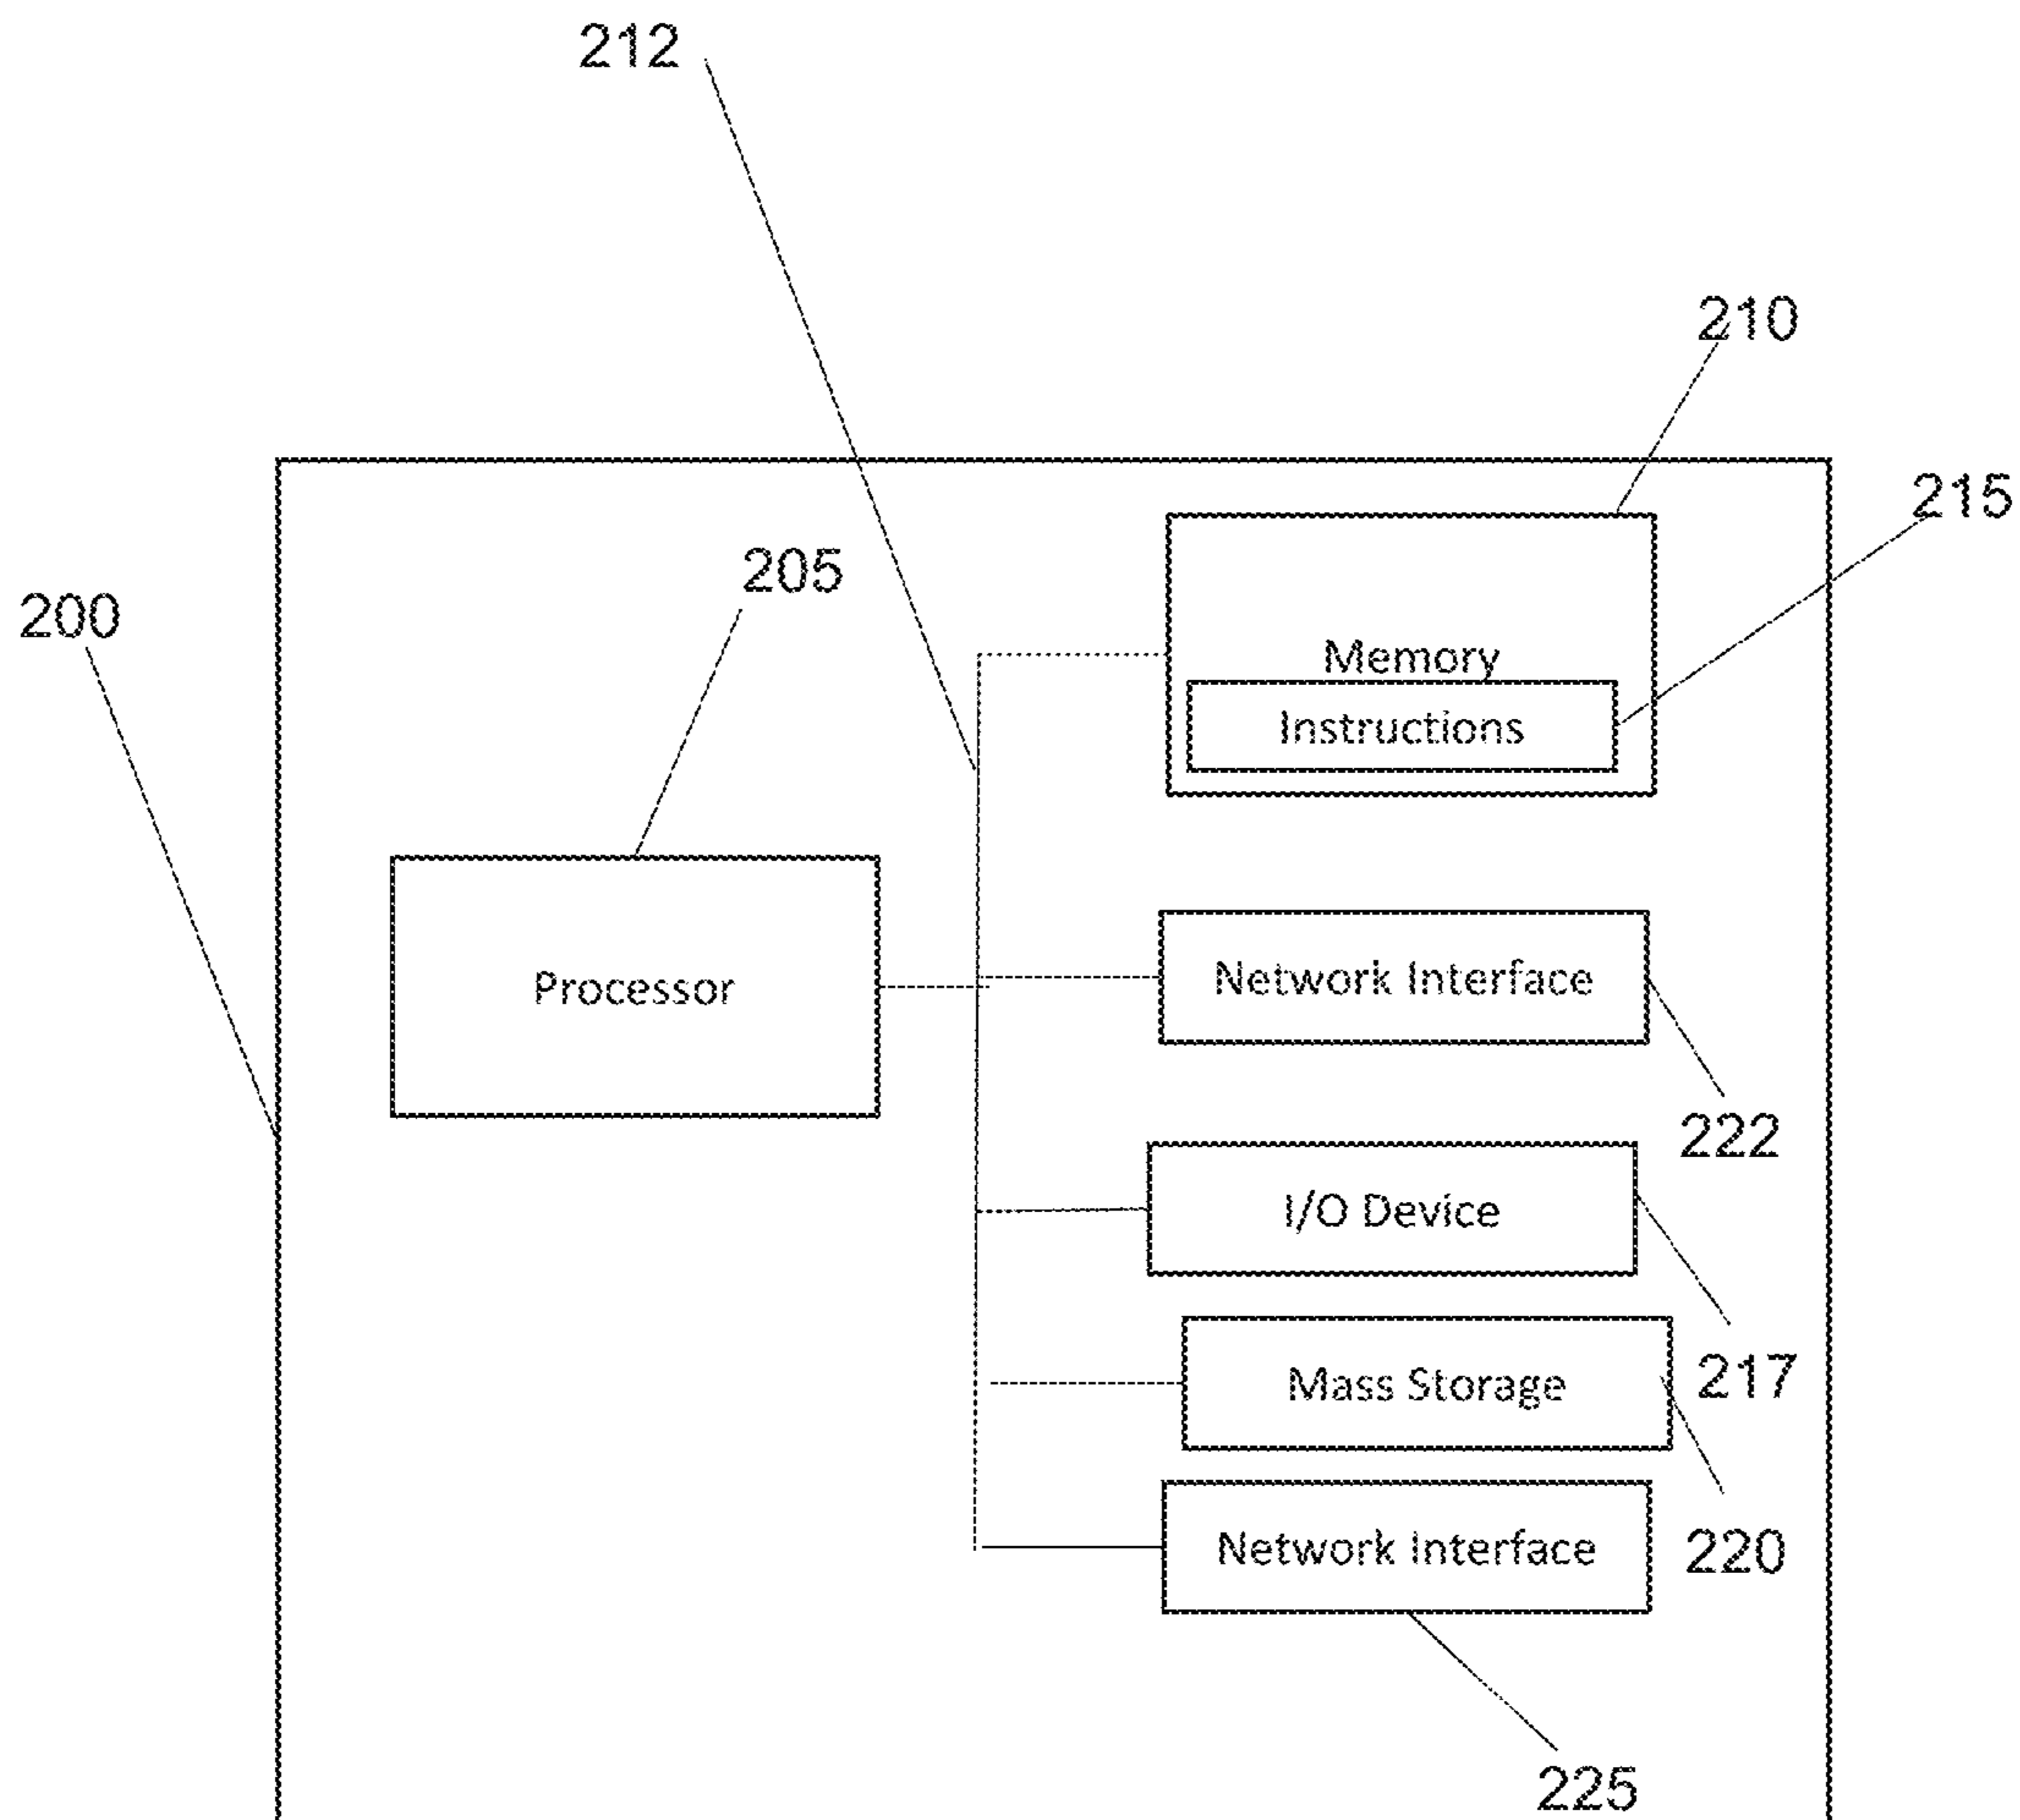 212
210
215
205
200
Memory
Instructions
Processor
Network Interface
222
I/O Device
217
Mass Storage
220
Network Interface
225